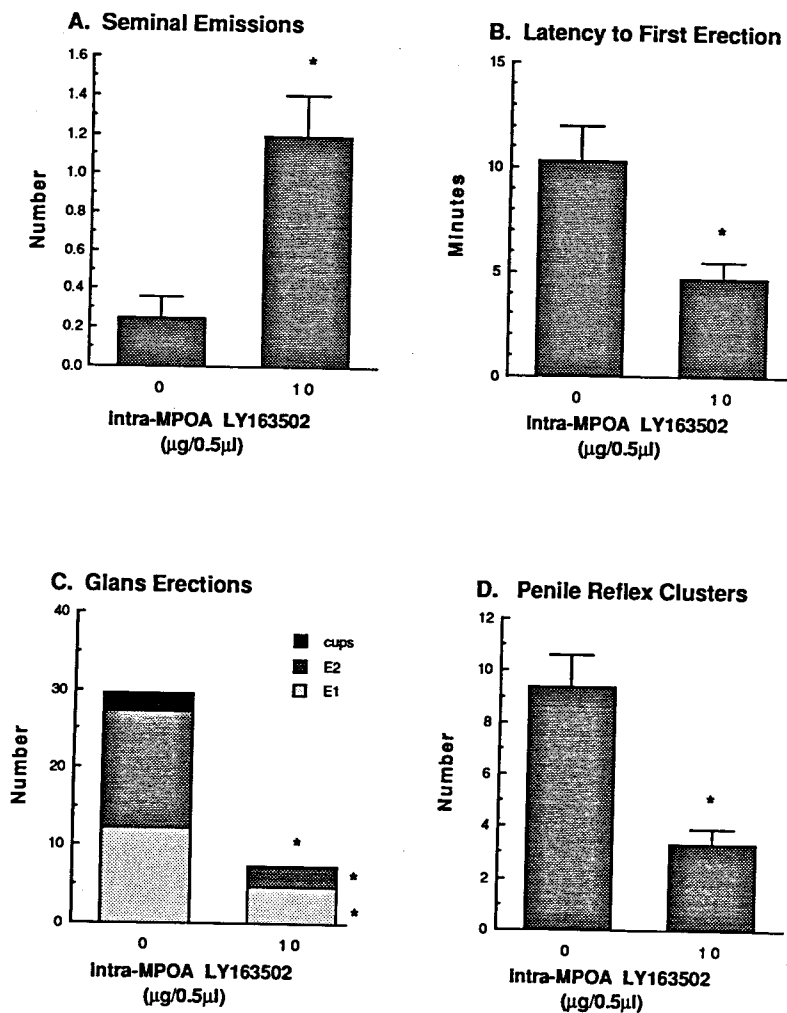 A. Seminal Emissions
1.6
1.4
1.2
1.0
0.8
0.6
0.4
0.2
0.0
Number
*
0
10
intra-MPOA LY163502
(µg/0.5µl)
B. Latency to First Erection
15
10
5
0
Minutes
*
0
10
intra-MPOA LY163502
(µg/0.5µl)
C. Glans Erections
40
30
20
10
0
Number
cups
E2
E1
*
*
*
0
10
intra-MPOA LY163502
(µg/0.5µl)
D. Penile Reflex Clusters
12
10
8
6
4
2
0
Number
*
0
10
intra-MPOA LY163502
(µg/0.5µl)